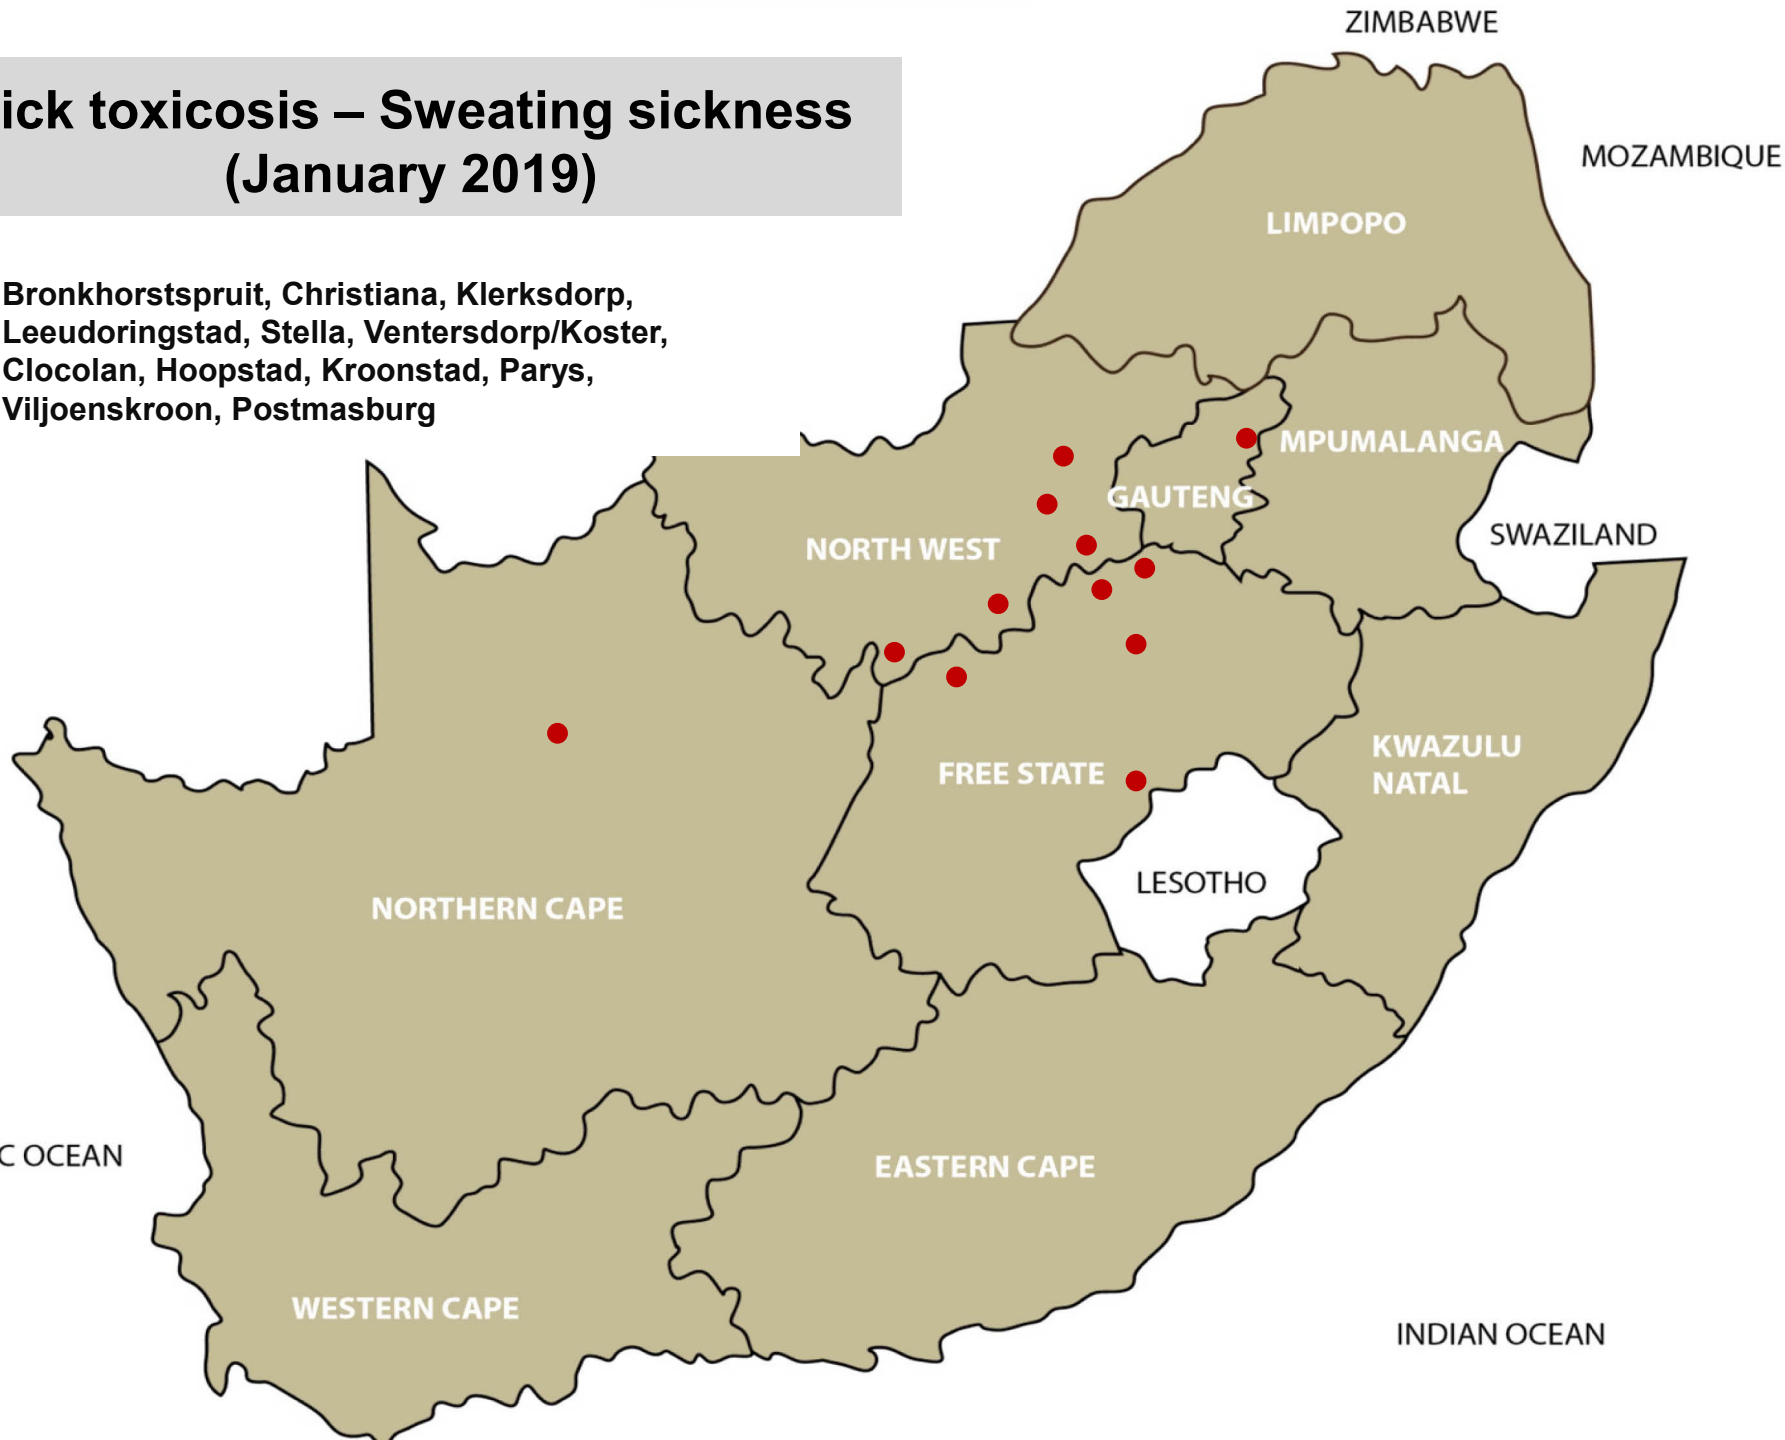 ick toxicosis – Sweating sickness
(January 2019)
Bronkhorstspruit, Christiana, Klerksdorp,
Leeudoringstad, Stella, Ventersdorp/Koster,
Clocolan, Hoopstad, Kroonstad, Parys,
Viljoenskroon, Postmasburg
ZIMBABWE
MOZAMBIQUE
LIMPOPO
MPUMALANGA
GAUTENG
SWAZILAND
NORTH WEST
KWAZULU
NATAL
FREE STATE
LESOTHO
NORTHERN CAPE
C OCEAN
EASTERN CAPE
WESTERN CAPE
INDIAN OCEAN